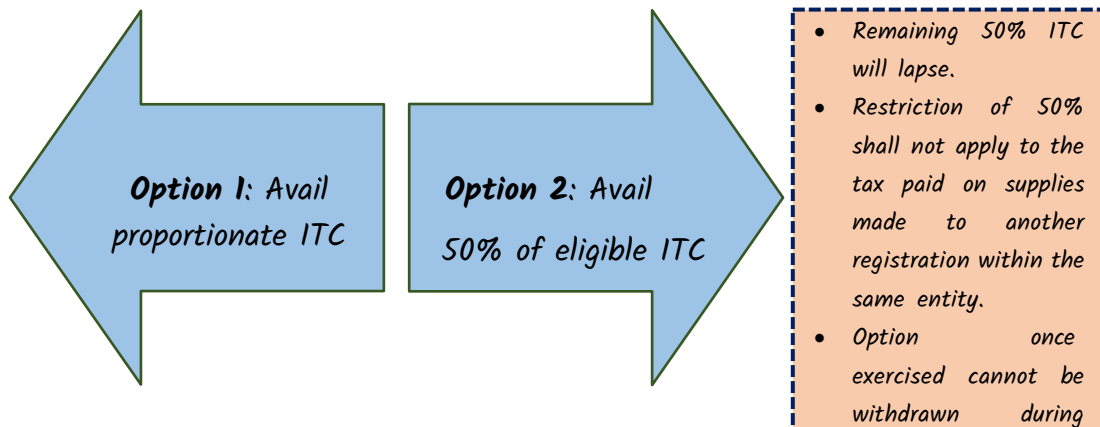 Option 1: Avail
proportionate ITC
Option 2: Avail
50% of eligible ITC
• Remaining 50% ITC
will lapse.
• Restriction of 50%
shall not apply to the
tax paid on supplies
made to another
registration within the
same entity.
• Option once
exercised cannot be
withdrawn during